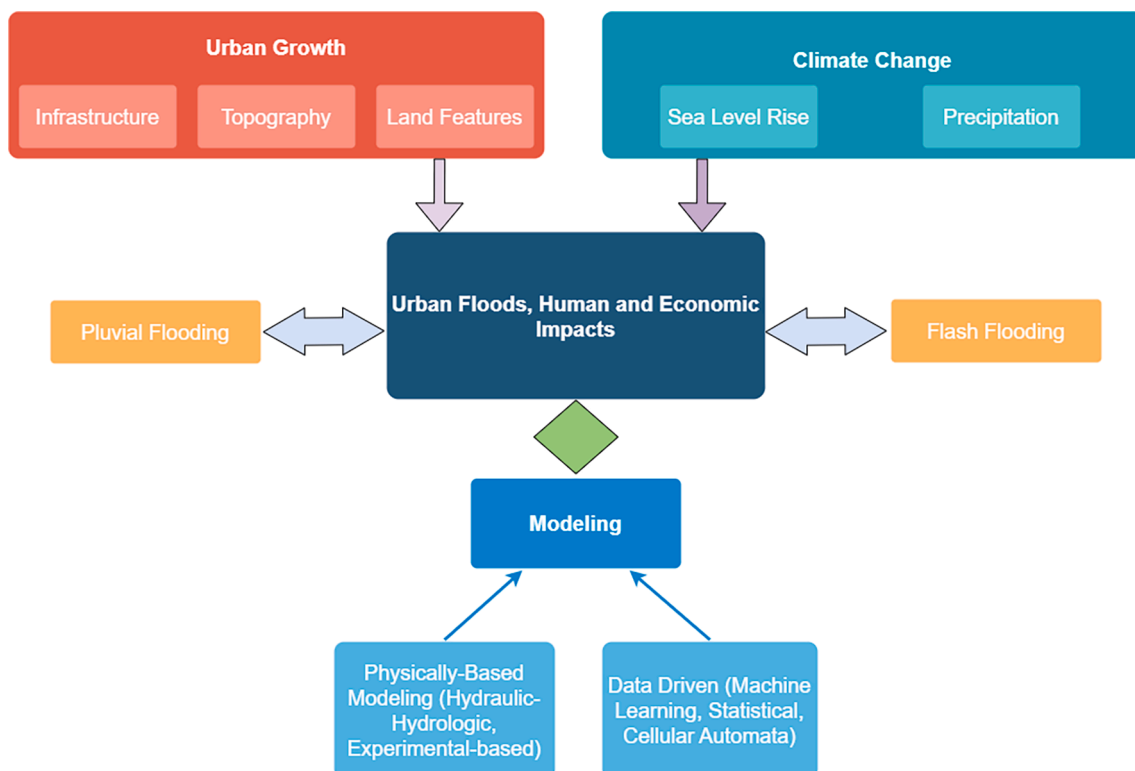 Urban Growth
Infrastructure
Topography
Land Features
Climate Change
Sea Level Rise
Precipitation
Urban Floods, Human and Economic
Impacts
Pluvial Flooding
Flash Flooding
Modeling
Physically-Based
Modeling (Hydraulic-
Hydrologic,
Experimental-based)
Data Driven (Machine
Learning, Statistical,
Cellular Automata)